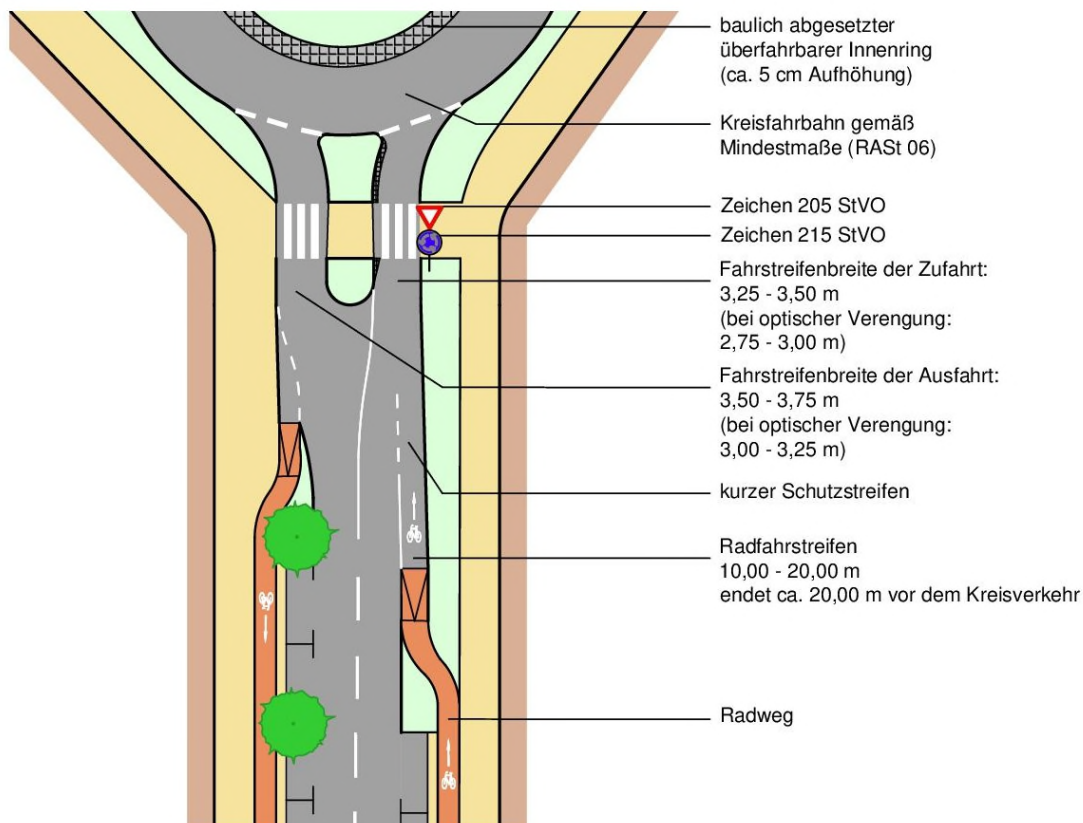 baulich abgesetzter
überfahrbarer Innenring
(ca. 5 cm Aufhöhung)
Kreisfahrbahn gemäß
Mindestmaße (RASt 06)
Zeichen 205 StVO
Zeichen 215 StVO
Fahrstreifenbreite der Zufahrt:
3,25 - 3,50 m
(bei optischer Verengung:
2,75 - 3,00 m)
Fahrstreifenbreite der Ausfahrt:
3,50 - 3,75 m
(bei optischer Verengung:
3,00 - 3,25 m)
kurzer Schutzstreifen
Radfahrstreifen
10,00 - 20,00 m
endet ca. 20,00 m vor dem Kreisverkehr
Radweg